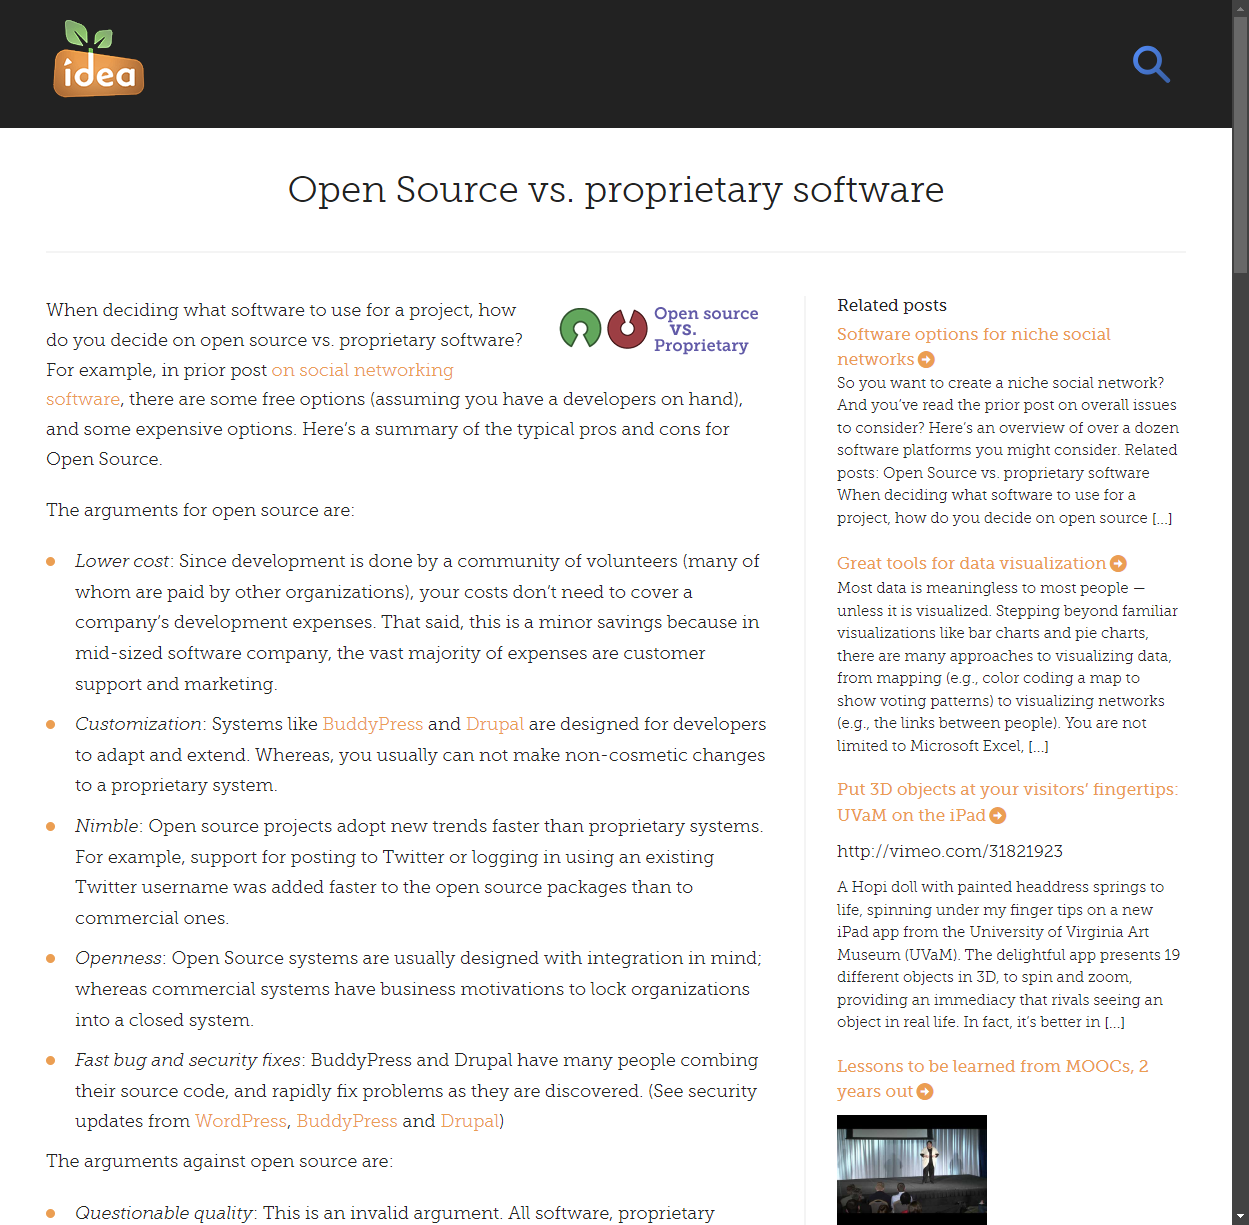 idea
Open Source vs. proprietary software
When deciding what software to use for a project, how
do you decide on open source vs. proprietary software?
For example, in prior post on social networking
software, there are some free options (assuming you have a developers on hand),
and some expensive options. Here's a summary of the typical pros and cons for
Open Source.
Open source
vs.
Proprietary
The arguments for open source are:
Lower cost: Since development is done by a community of volunteers (many of
whom are paid by other organizations), your costs don't need to cover a
company's development expenses. That said, this is a minor savings because in
mid-sized software company, the vast majority of expenses are customer
support and marketing.
Customization: Systems like BuddyPress and Drupal are designed for developers
to adapt and extend. Whereas, you usually can not make non-cosmetic changes
to a proprietary system.
Nimble: Open source projects adopt new trends faster than proprietary systems.
For example, support for posting to Twitter or logging in using an existing
Twitter username was added faster to the open source packages than to
commercial ones.
Openness: Open Source systems are usually designed with integration in mind;
whereas commercial systems have business motivations to lock organizations
into a closed system.
Fast bug and security fixes: BuddyPress and Drupal have many people combing
their source code, and rapidly fix problems as they are discovered. (See security
updates from WordPress, BuddyPress and Drupal)
The arguments against open source are:
Questionable quality: This is an invalid argument. All software, proprietary
Related posts
Software options for niche social
networks
So you want to create a niche social network?
And you've read the prior post on overall issues
to consider? Here's an overview of over a dozen
software platforms you might consider. Related
posts: Open Source vs. proprietary software
When deciding what software to use for a
project, how do you decide on open source [...]
Great tools for data visualization
Most data is meaningless to most people —
unless it is visualized. Stepping beyond familiar
visualizations like bar charts and pie charts,
there are many approaches to visualizing data,
from mapping (e.g., color coding a map to
show voting patterns) to visualizing networks
(e.g., the links between people). You are not
limited to Microsoft Excel, [...]
Put 3D objects at your visitors' fingertips:
UVaM on the iPad
http://vimeo.com/31821923
A Hopi doll with painted headdress springs to
life, spinning under my finger tips on a new
iPad app from the University of Virginia Art
Museum (UVaM). The delightful app presents 19
different objects in 3D, to spin and zoom,
providing an immediacy that rivals seeing an
object in real life. In fact, it's better in [...]
Lessons to be learned from MOOCs, 2
years out